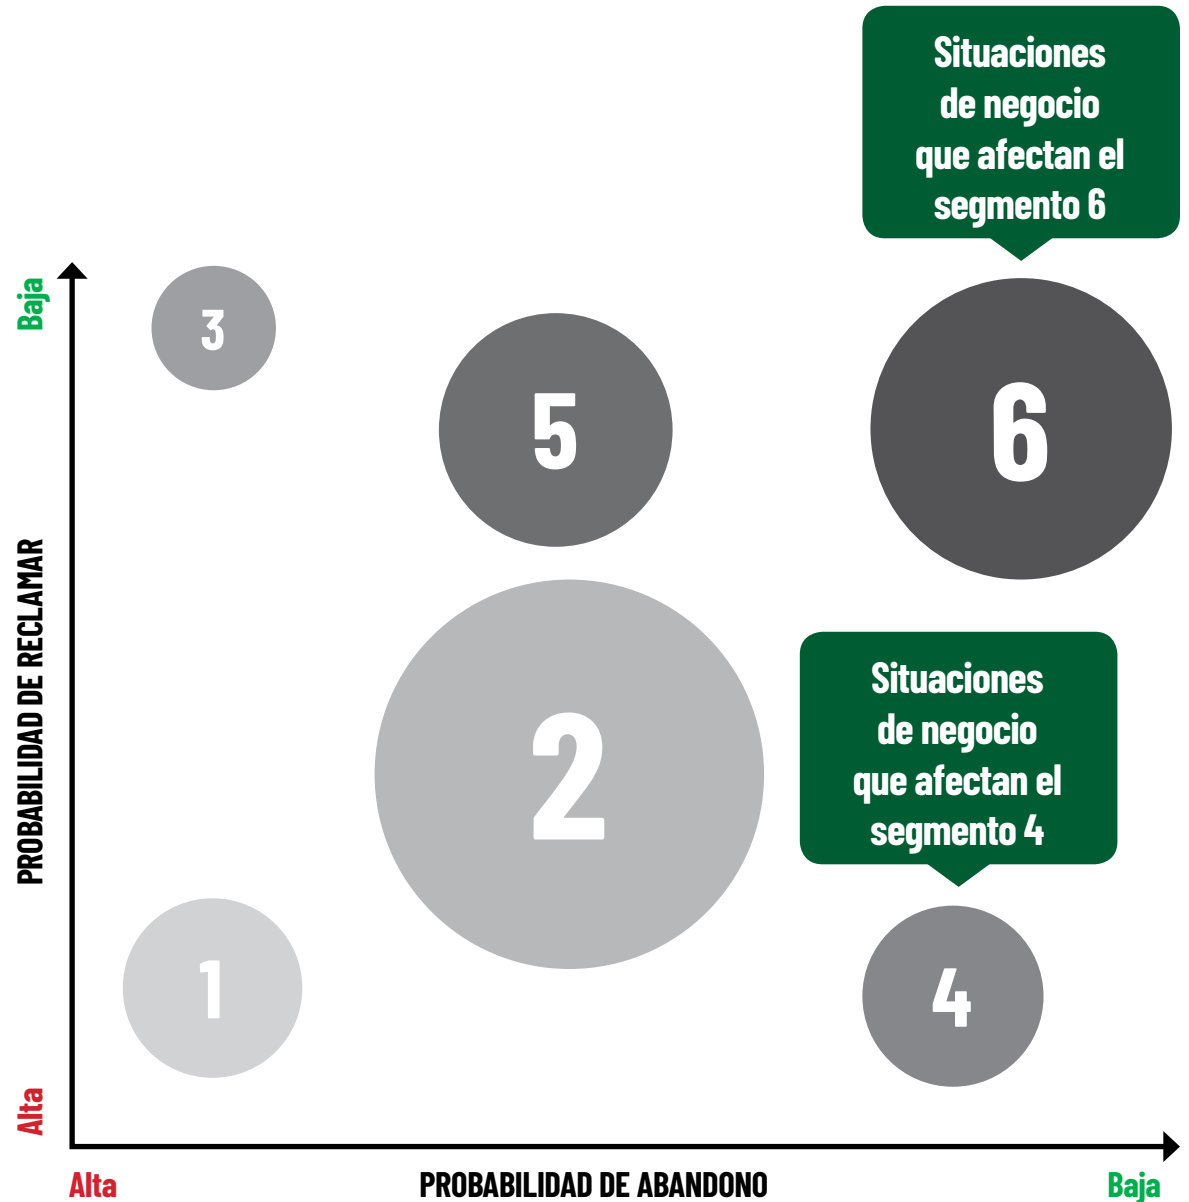 Situaciones
de negocio
que afectan el
segmento 6
Baja
3
5
6
PROBABILIDAD DE RECLAMAR
2
Situaciones
de negocio
que afectan el
segmento 4
1
4
Alta
Alta
PROBABILIDAD DE ABANDONO
Baja